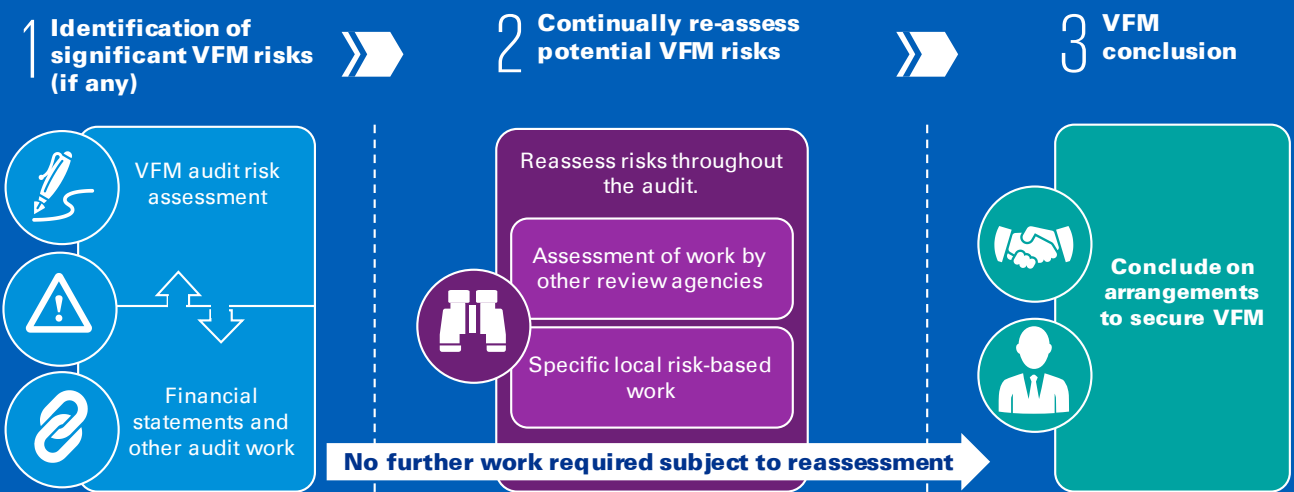 1 Identification of
significant VFM risks
(if any)
2 Continually re-assess
potential VFM risks
3 VFM
conclusion
VFM audit risk
assessment
Financial
statements and
other audit work
Reassess risks throughout
the audit.
Assessment of work by
other review agencies
Specific local risk-based
work
Conclude on
arrangements
to secure VFM
No further work required subject to reassessment